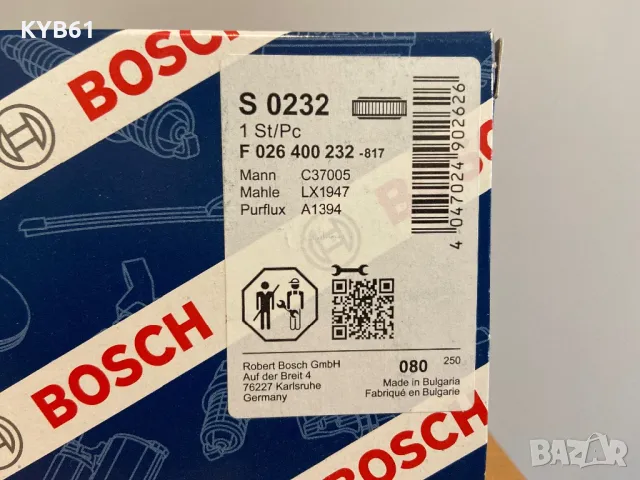 KYB61
BOSCH
BOSCH
BOSCH
S 0232
1 St/Pc
F 026 400 232 -817
Mann C37005
Mahle LX1947
Purflux A1394
4 047024 902626
Robert Bosch GmbH
Auf der Breit 4
76227 Karlsruhe
Germany
080 250
Made in Bulgaria
Fabriqué en Bulgarie
BAZAR